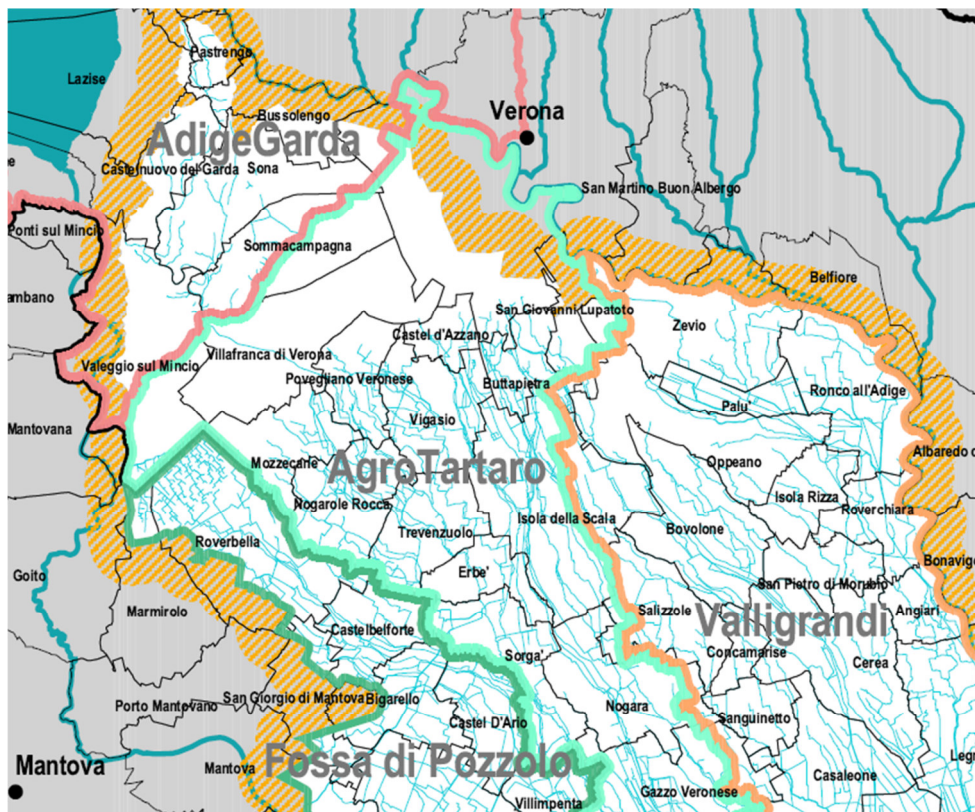 Pastrengo
Lazise
Bussolengo
Verona
AdigeGarda
Castelnuovo del Garda
Sona
San Martino Buon Albergo
Ponti sul Mincio
Sommacampagna
Belfiore
ambano
San Giovanni Lupatoto
Zevio
Castel d'Azzano
Villafranca di Verona
Valeggio sul Mincio
Povegliano Veronese
Buttapietra
Ronco all'Adige
Palu'
Vigasio
Mantovana
Albaredo d
Mozzecane
AgroTartaro
Oppeano
Isola Rizza
Nogarole Rocca
Roverchiara
Isola della Scala
Bovolone
Trevenzuolo
Roverbella
Bonavige
Goito
Erbe'
San Pietro di Morubio
Marmirolo
Salizzole
Valligrandi
Angiari
Castelbelforte
Concamarise
Sorga'
Cerea
San Giorgio di Mantova
Bigarello
Porto Mantovano
Nogara
Sanguinetto
Castel D'Ario
Legn
Mantova
Mantova
Fossa di Pozzolo
Casaleone
Gazzo Veronese
Villimpenta